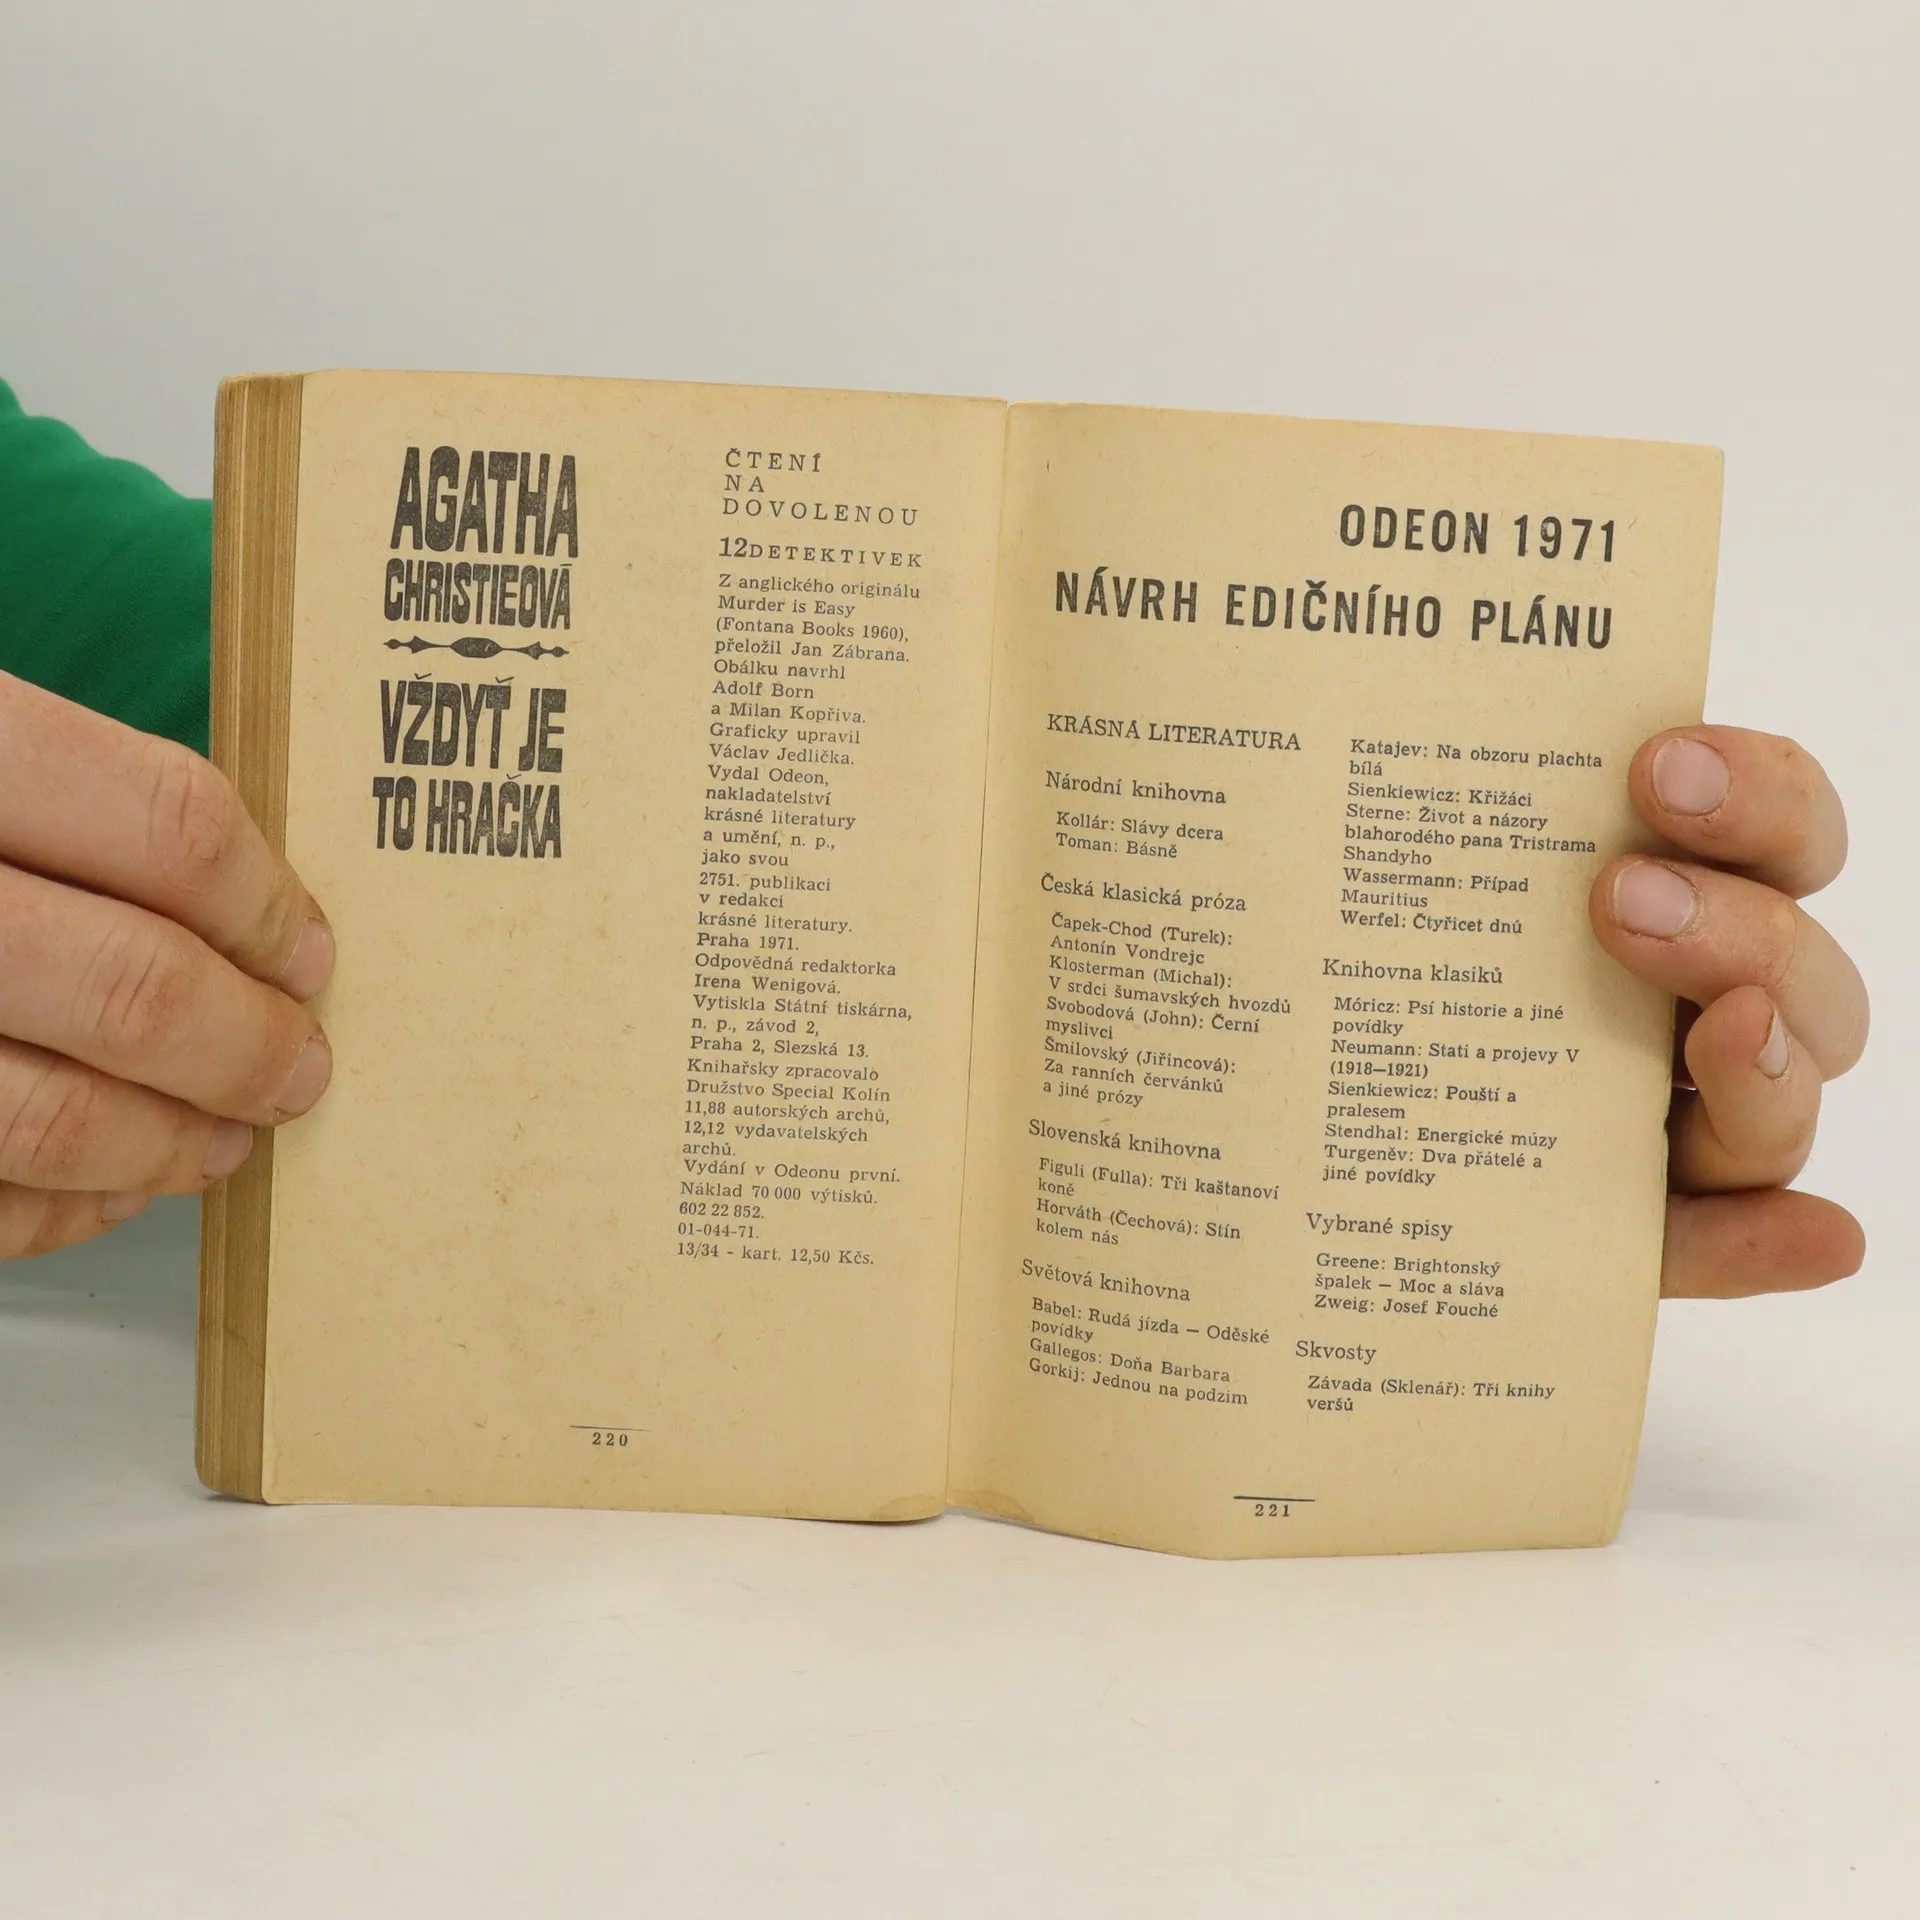 AGATHA
CHRISTIEOVÁ
VŽDYŤ JE
TO HRAČKA
ČTENÍ
NA
DOVOLENOU
12 DETEKTIVEK
Z anglického originálu
Murder is Easy
(Fontana Books 1960),
přeložil Jan Zábrana.
Obálku navrhl
Adolf Born
a Milan Kopřiva.
Graficky upravil
Václav Jedlička.
Vydal Odeon,
nakladatelství
krásné literatury
a umění, n. p.,
jako svou
2751. publikaci
v redakci
krásné literatury.
Praha 1971.
Odpovědná redaktorka
Irena Wenigová.
Vytiskla Státní tiskárna,
n. p., závod 2,
Praha 2, Slezská 13.
Knihařsky zpracovalo
Družstvo Special Kolín
11,88 autorských archů,
12,12 vydavatelských
archů.
Vydání v Odeonu první.
Náklad 70 000 výtisků.
602 22 852.
01-044-71.
13/34 - kart. 12,50 Kčs.
220
ODEON 1971
NÁVRH EDIČNÍHO PLÁNU
KRÁSNÁ LITERATURA
Národní knihovna
Kollár: Slávy dcera
Toman: Básně
Česká klasická próza
Čapek-Chod (Turek):
Antonín Vondrejc
Klosterman (Michal):
V srdci šumavských hvozdů
Svobodová (John): Černí
myslivci
Šmilovský (Jiřincová):
Za ranních červánků
a jiné prózy
Slovenská knihovna
Figuli (Fulla): Tři kaštanoví
koně
Horváth (Čechová): Stín
kolem nás
Světová knihovna
Babel: Rudá jízda — Oděské
povídky
Gallegos: Doňa Barbara
Gorkij: Jednou na podzim
Katajev: Na obzoru plachta
bílá
Sienkiewicz: Křižáci
Sterne: Život a názory
blahorodého pana Tristrama
Shandyho
Wassermann: Případ
Mauritius
Werfel: Čtyřicet dnů
Knihovna klasiků
Móricz: Psí historie a jiné
povídky
Neumann: Stati a projevy V
(1918—1921)
Sienkiewicz: Pouští a
pralesem
Stendhal: Energické múzy
Turgeněv: Dva přátelé a
jiné povídky
Vybrané spisy
Greene: Brightonský
špalek — Moc a sláva
Zweig: Josef Fouché
Skvosty
Závada (Sklenář): Tři knihy
veršů
221